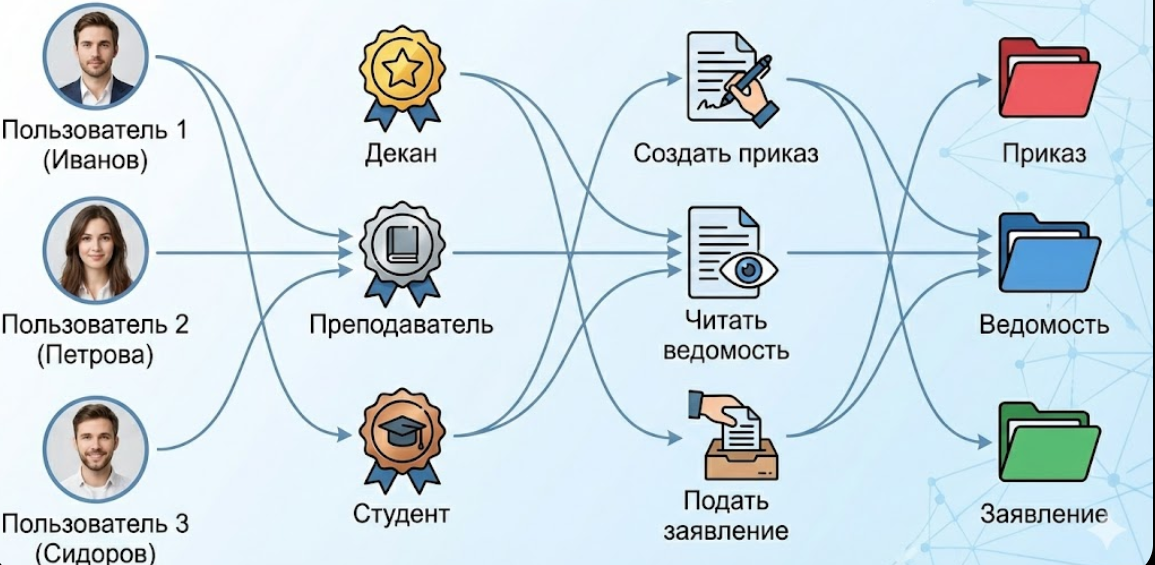 Пользователь 1
(Иванов)
Декан
Создать приказ
Приказ
Пользователь 2
(Петрова)
Преподаватель
Читать
ведомость
Ведомость
Пользователь 3
(Сидоров)
Студент
Подать
заявление
Заявление